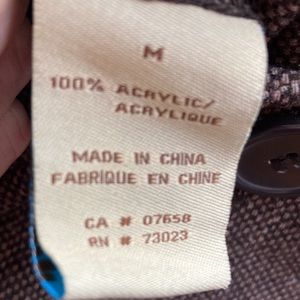 M
100% ACRYLIC/
ACRYLIQUE
MADE IN CHINA
FABRIQUE EN CHINE
CA # 07658
RN # 73023